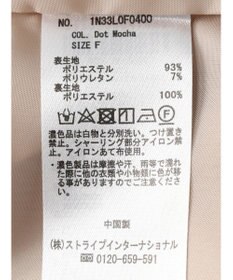 NO. 1N33L0F0400
COL. Dot Mocha
SIZE F
表生地
ポリエステル 93%
ポリウレタン 7%
裏生地
ポリエステル 100%
濃色品は白物と分別洗い。つけ置き
禁止。シャーリング部分アイロン禁
止。アイロンあて布使用。
濃色製品は摩擦や汗、雨等で濡れ
た際に他の衣類や小物類に色が移
る事がありますのでご注意くださ
い。
中国製
(株)ストライプインターナショナル
0120-659-591